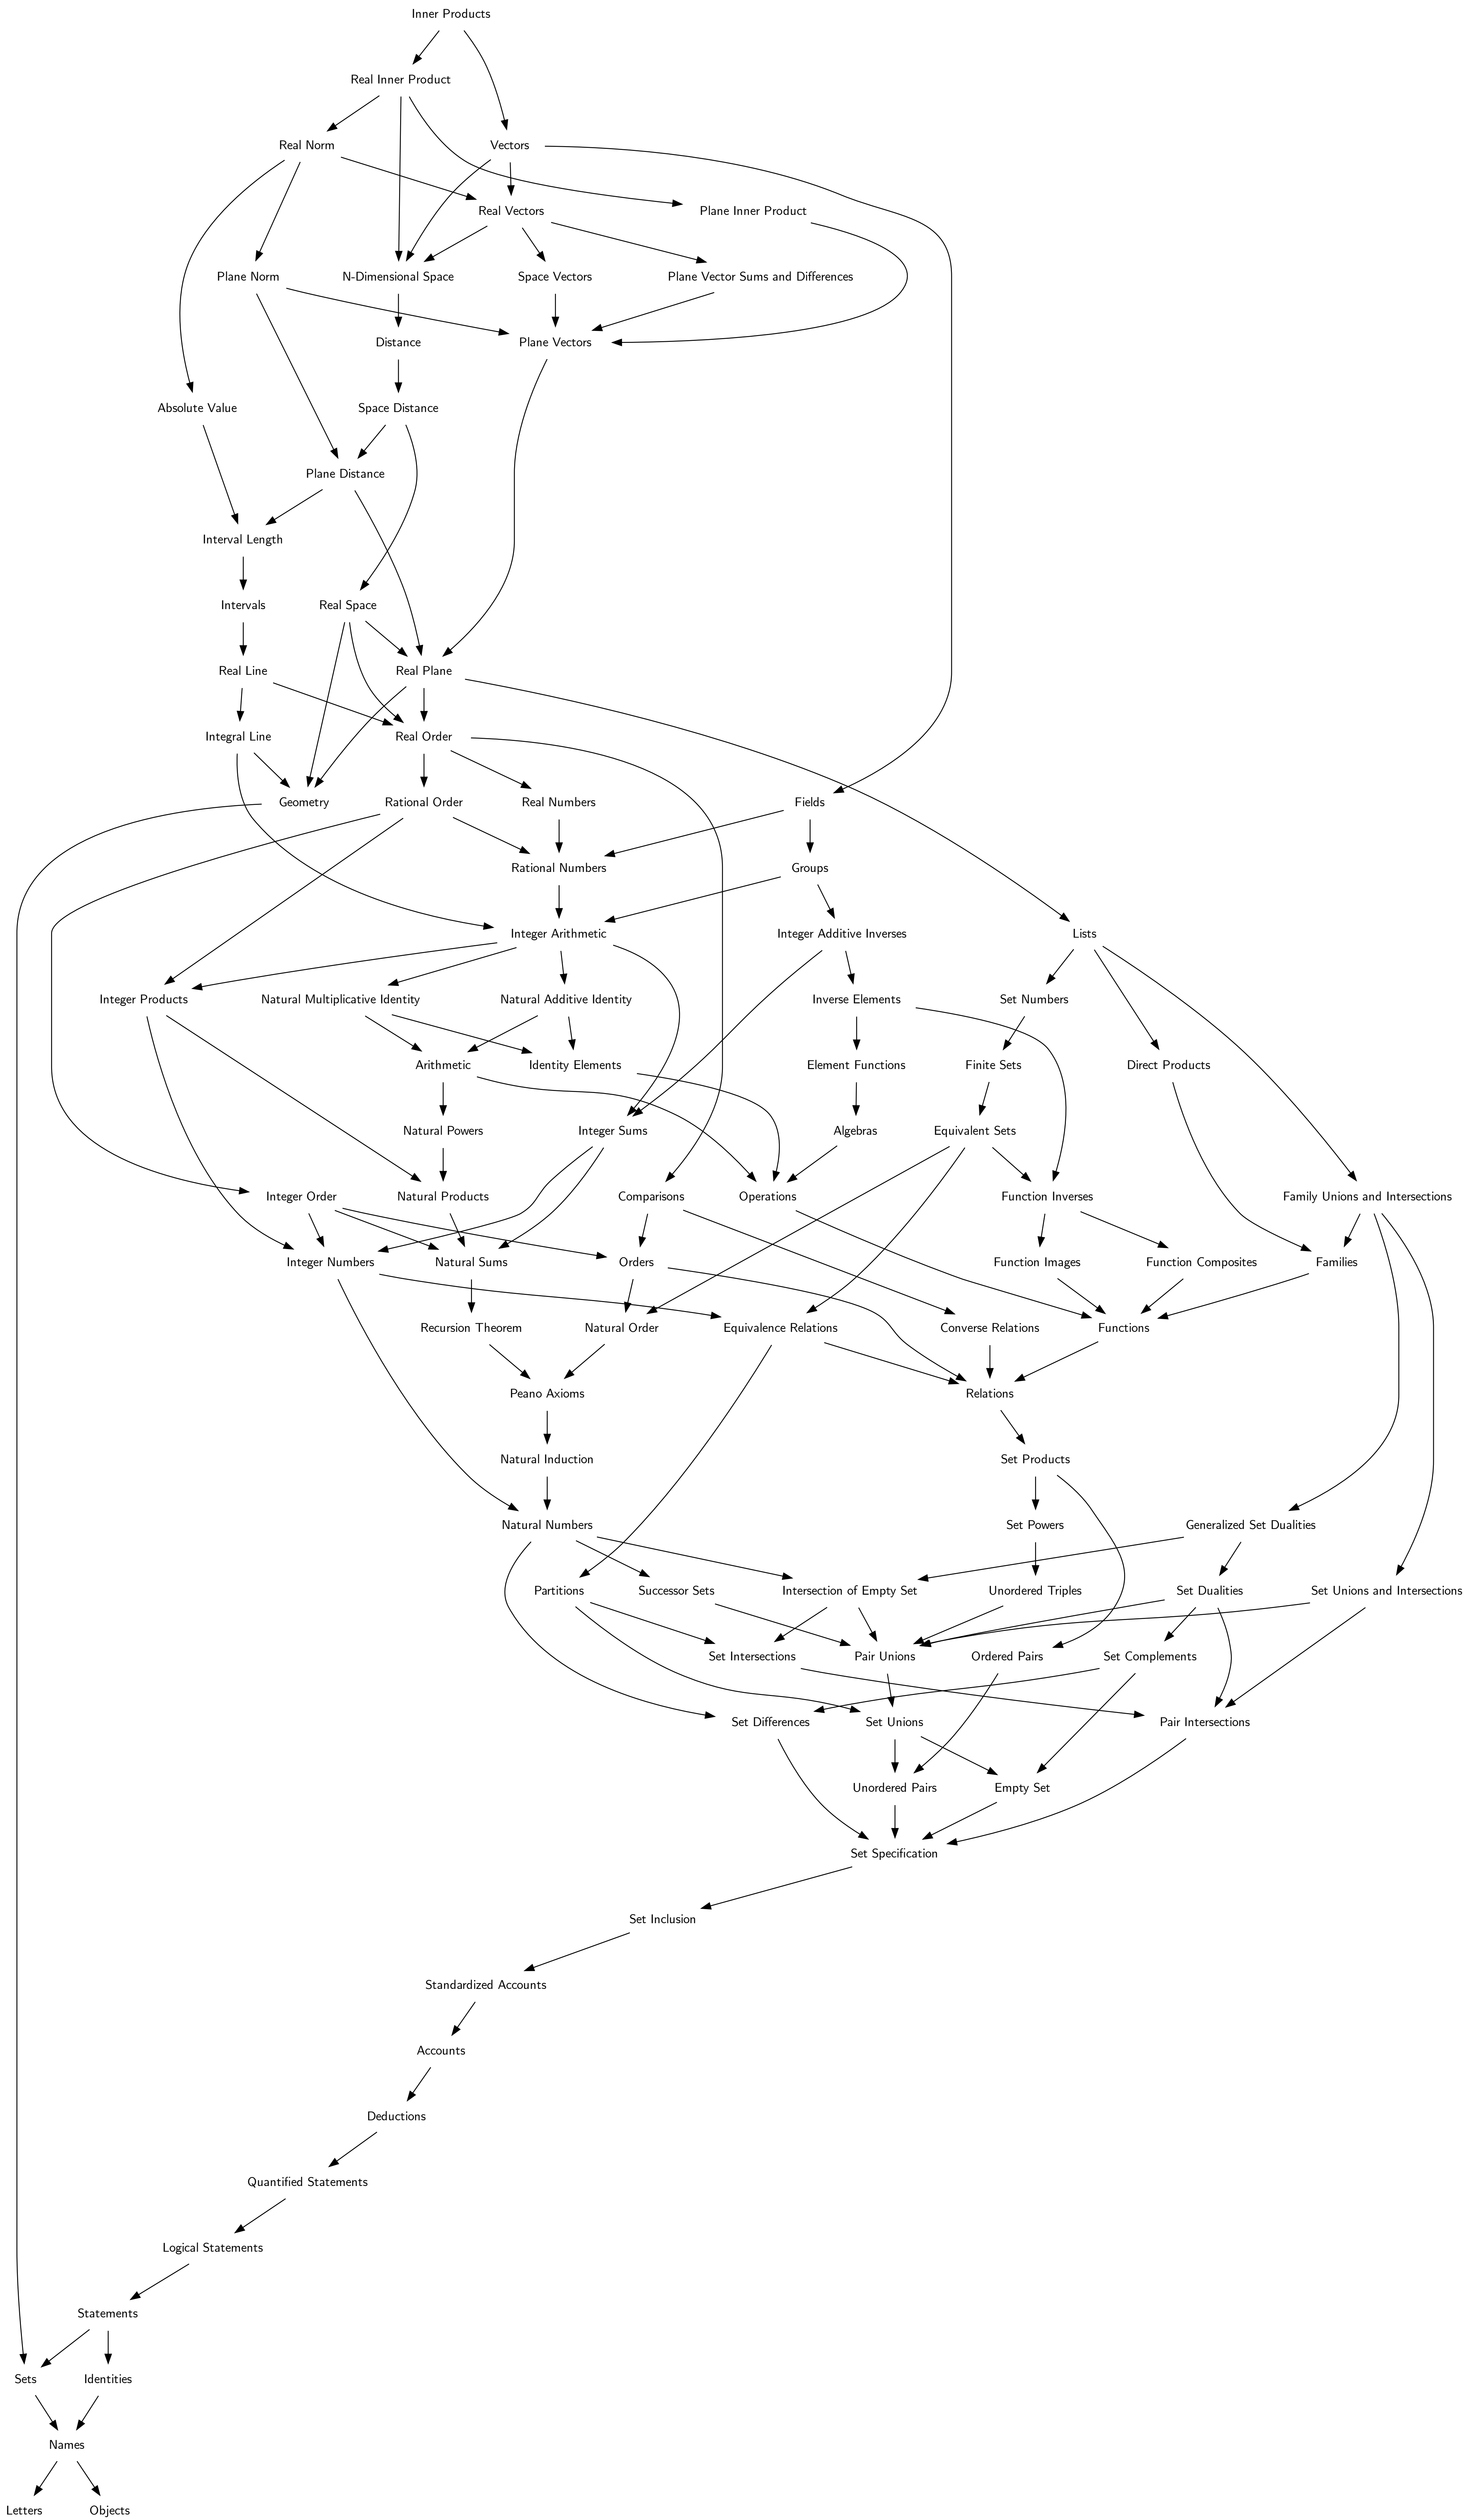 Inner Products
Real Inner Product
Real Norm
Vectors
Real Vectors
Plane Inner Product
Plane Norm
N-Dimensional Space
Space Vectors
Plane Vector Sums and Differences
Distance
Plane Vectors
Absolute Value
Space Distance
Plane Distance
Interval Length
Intervals
Real Space
Real Line
Real Plane
Integral Line
Real Order
Geometry
Rational Order
Real Numbers
Fields
Rational Numbers
Groups
Integer Arithmetic
Integer Additive Inverses
Lists
Integer Products
Natural Multiplicative Identity
Natural Additive Identity
Inverse Elements
Set Numbers
Arithmetic
Identity Elements
Element Functions
Finite Sets
Direct Products
Natural Powers
Integer Sums
Algebras
Equivalent Sets
Integer Order
Natural Products
Comparisons
Operations
Function Inverses
Family Unions and Intersections
Integer Numbers
Natural Sums
Orders
Function Images
Function Composites
Families
Recursion Theorem
Natural Order
Equivalence Relations
Converse Relations
Functions
Peano Axioms
Relations
Natural Induction
Set Products
Natural Numbers
Set Powers
Generalized Set Dualities
Partitions
Successor Sets
Intersection of Empty Set
Unordered Triples
Set Dualities
Set Unions and Intersections
Set Intersections
Pair Unions
Ordered Pairs
Set Complements
Set Differences
Set Unions
Pair Intersections
Unordered Pairs
Empty Set
Set Specification
Set Inclusion
Standardized Accounts
Accounts
Deductions
Quantified Statements
Logical Statements
Statements
Sets
Identities
Names
Letters
Objects